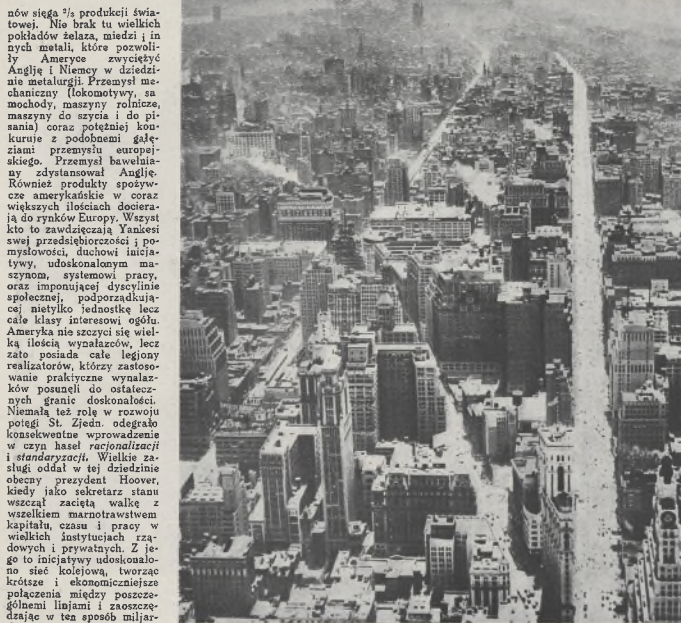 nów sięga ²/₃ produkcji świa-
towej. Nie brak tu wielkich
pokładów żelaza, miedzi i in
nych metali, które pozwoli-
ły Ameryce zwyciężyć
Anglję i Niemcy w dziedzi-
nie metalurgji. Przemysł me-
chaniczny (lokomotywy, sa
mochody, maszyny rolnicze,
maszyny do szycia i do pi-
sania) coraz potężniej kon-
kuruje z podobnemi gałę-
ziami przemysłu europej-
skiego. Przemysł bawełnia-
ny zdystansował Anglję.
Również produkty spożyw-
cze amerykańskie w coraz
większych ilościach dociera-
ją do rynków Europy. Wszyst
kto to zawdzięczają Yankesi
swej przedsiębiorczości i po-
mysłowości, duchowi inicja-
tywy, udoskonalonym ma-
szynom, systemowi pracy,
oraz imponującej dyscylinie
społecznej, podporządkują-
cej nietylko jednostkę lecz
całe klasy interesowi ogółu.
Ameryka nie szczyci się wiel-
ką ilością wynalazców, lecz
zato posiada całe legjony
realizatorów, którzy zastoso-
wanie praktyczne wynalaz-
ków posunęli do ostatecz-
nych granic doskonałości.
Niemałą też rolę w rozwoju
potęgi St. Zjedn. odegrało
konsekwentne wprowadzenie
w czyn haseł racjonalizacji
i standaryzacji. Wielkie za-
sługi oddał w tej dziedzinie
obecny prezydent Hoover,
kiedy jako sekretarz stanu
wszczął zaciętą walkę z
wszelkiem marnotrawstwem
kapitału, czasu i pracy w
wielkich instytucjach rzą-
dowych i prywatnych. Z je-
go to inicjatywy udoskonalo-
no sieć kolejową, tworząc
krótsze i ekonomiczniejsze
połączenia między poszcze-
gólnemi linjami i zaoszczę-
dzając w ten sposób miljar-